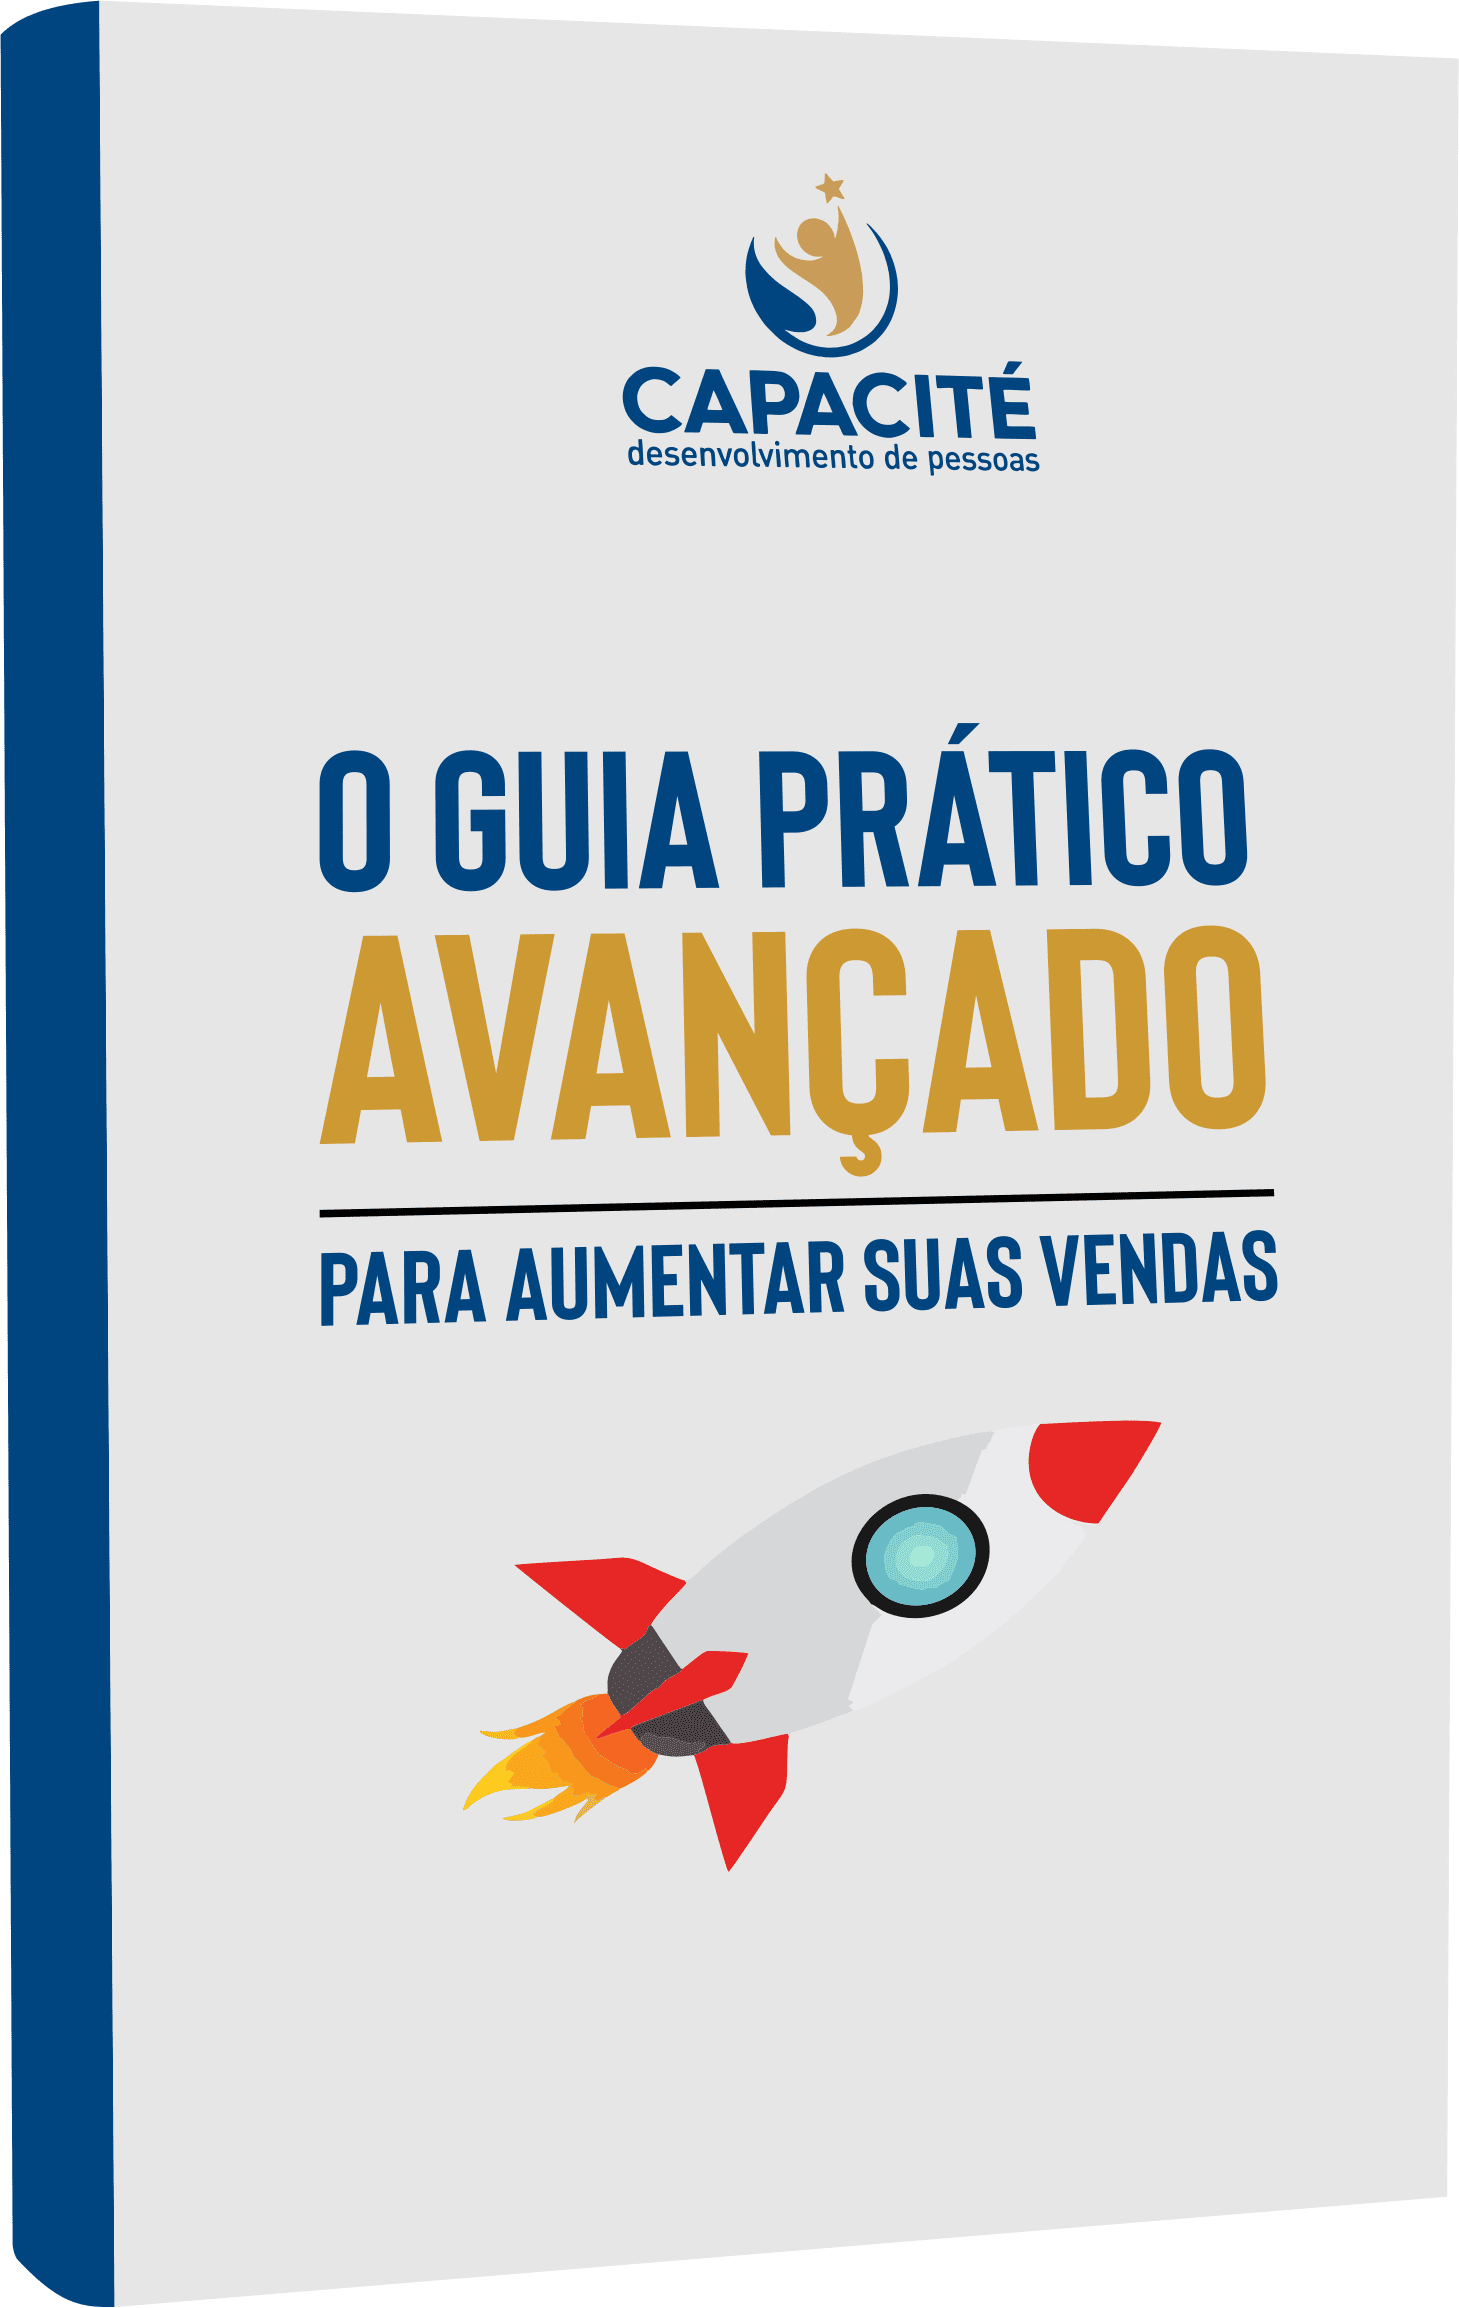 CAPACITÉ
desenvolvimento de pessoas
O GUIA PRÁTICO
AVANÇADO
PARA AUMENTAR SUAS VENDAS